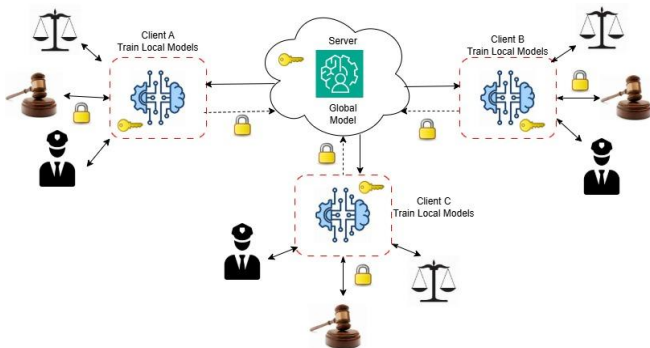 Client A
Train Local Models
Server
Global
Model
Client B
Train Local Models
Client C
Train Local Models